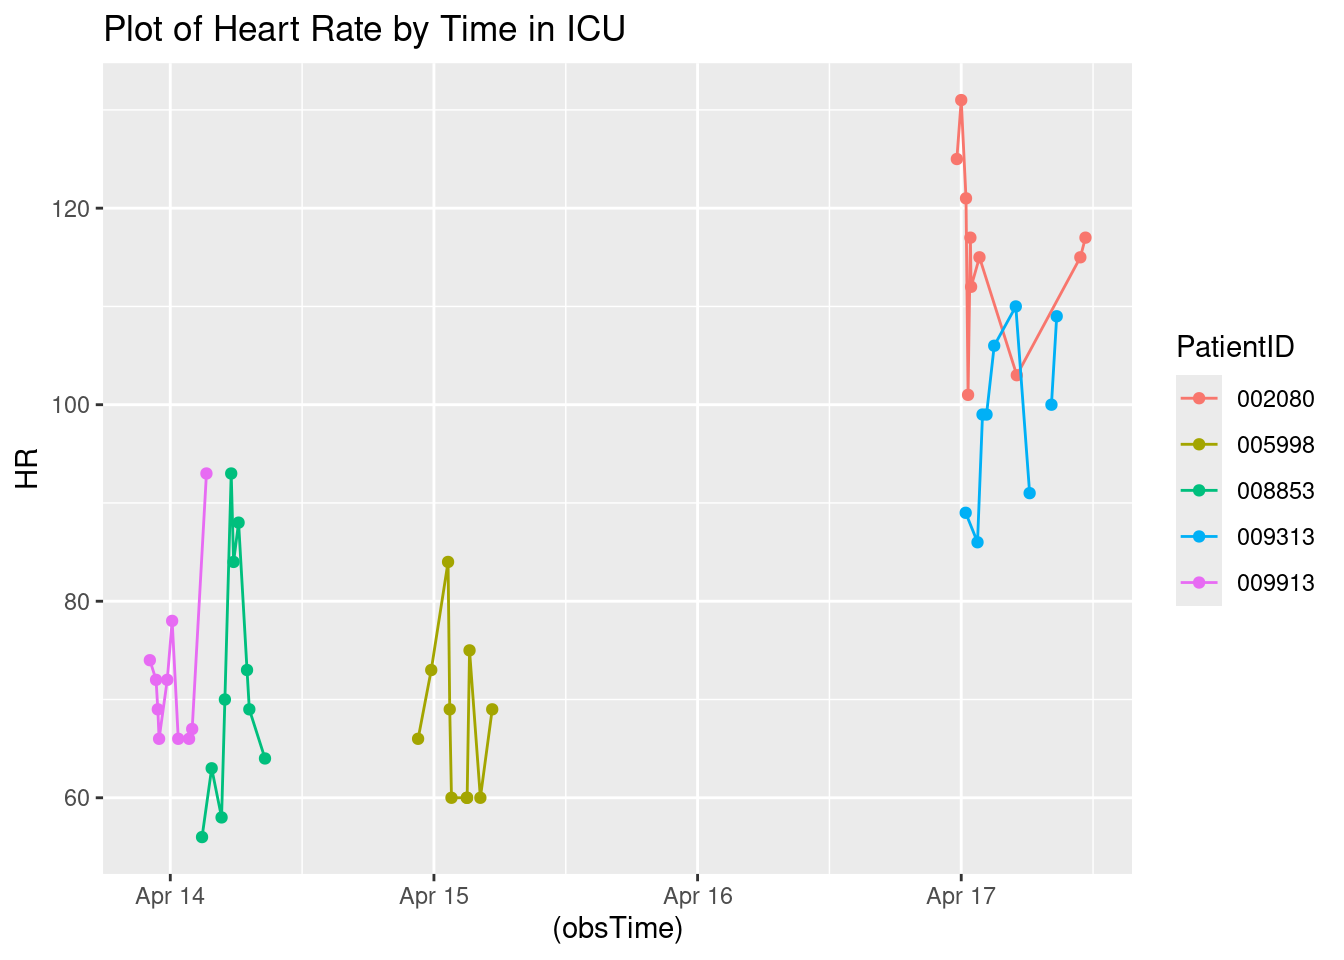 Plot of Heart Rate by Time in ICU
HR
120
100
80
60
Apr 14
Apr 15
Apr 16
Apr 17
(obsTime)
PatientID
002080
005998
008853
009313
009913